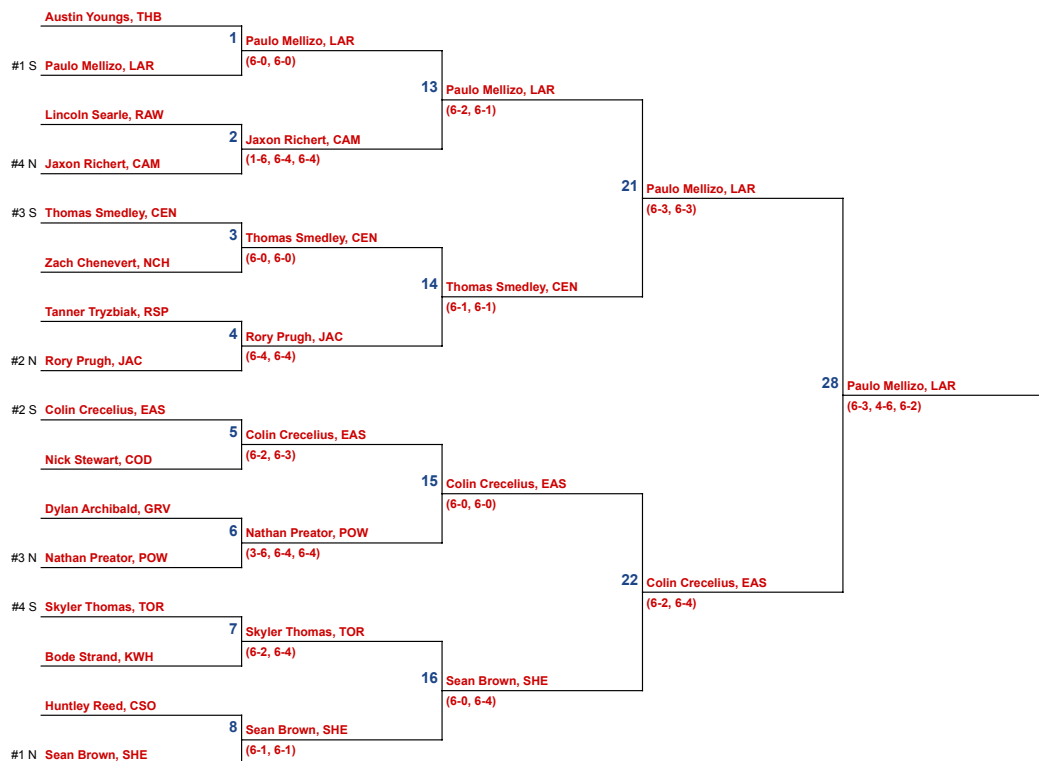 Austin Youngs, THB
1 Paulo Mellizo, LAR
(6-0, 6-0)
#1 S Paulo Mellizo, LAR
13 Paulo Mellizo, LAR
(6-2, 6-1)
Lincoln Searle, RAW
2 Jaxon Richert, CAM
(1-6, 6-4, 6-4)
#4 N Jaxon Richert, CAM
21 Paulo Mellizo, LAR
(6-3, 6-3)
#3 S Thomas Smedley, CEN
3 Thomas Smedley, CEN
(6-0, 6-0)
Zach Chenevert, NCH
14 Thomas Smedley, CEN
(6-1, 6-1)
Tanner Tryzbiak, RSP
4 Rory Prugh, JAC
(6-4, 6-4)
#2 N Rory Prugh, JAC
28 Paulo Mellizo, LAR
(6-3, 4-6, 6-2)
#2 S Colin Crecelius, EAS
5 Colin Crecelius, EAS
(6-2, 6-3)
Nick Stewart, COD
15 Colin Crecelius, EAS
(6-0, 6-0)
Dylan Archibald, GRV
6 Nathan Preator, POW
(3-6, 6-4, 6-4)
#3 N Nathan Preator, POW
22 Colin Crecelius, EAS
(6-2, 6-4)
#4 S Skyler Thomas, TOR
7 Skyler Thomas, TOR
(6-2, 6-4)
Bode Strand, KWH
16 Sean Brown, SHE
(6-0, 6-4)
Huntley Reed, CSO
8 Sean Brown, SHE
(6-1, 6-1)
#1 N Sean Brown, SHE